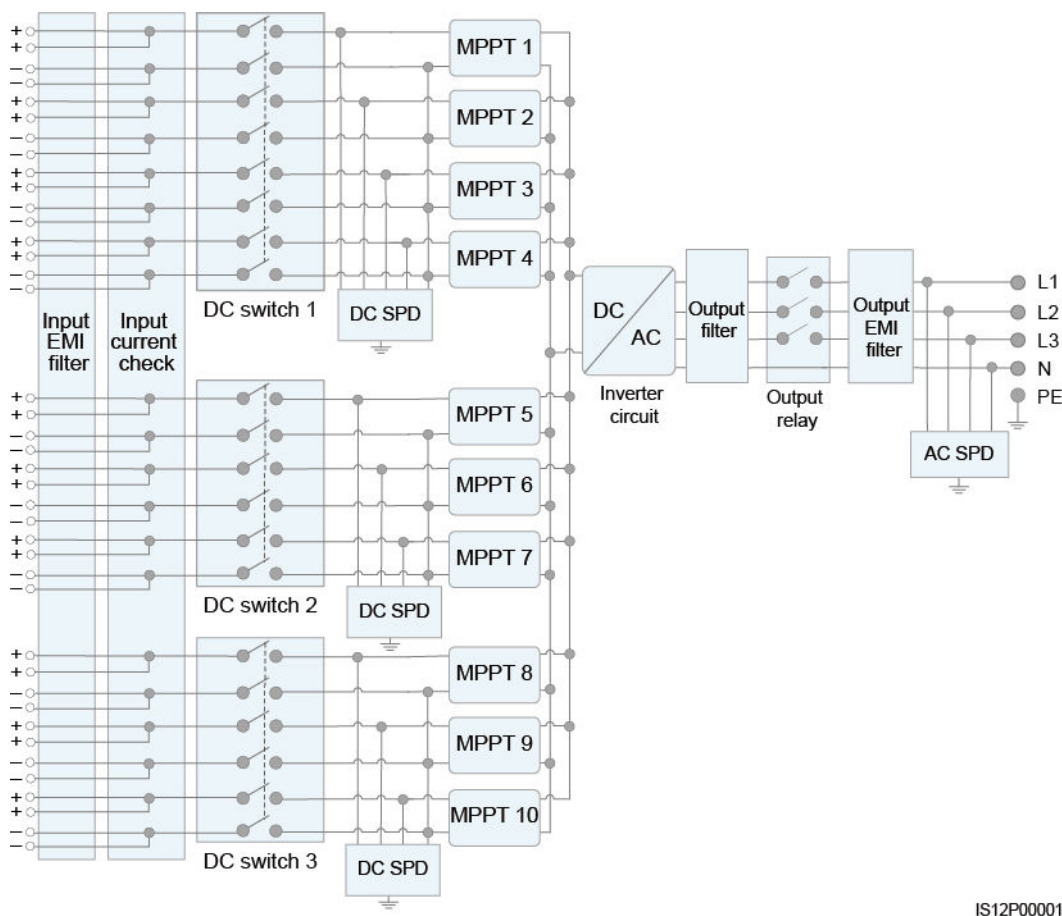 +
+
−
−
+
+
−
−
+
+
−
−
+
+
−
−
MPPT 1
MPPT 2
MPPT 3
MPPT 4
DC switch 1
DC SPD
Input
EMI
filter
Input
current
check
+
+
−
−
+
+
−
−
+
+
−
−
MPPT 5
MPPT 6
MPPT 7
DC switch 2
DC SPD
+
+
−
−
+
+
−
−
+
+
−
−
MPPT 8
MPPT 9
MPPT 10
DC switch 3
DC SPD
DC
AC
Inverter
circuit
Output
filter
Output
relay
Output
EMI
filter
L1
L2
L3
N
PE
AC SPD
IS12P00001